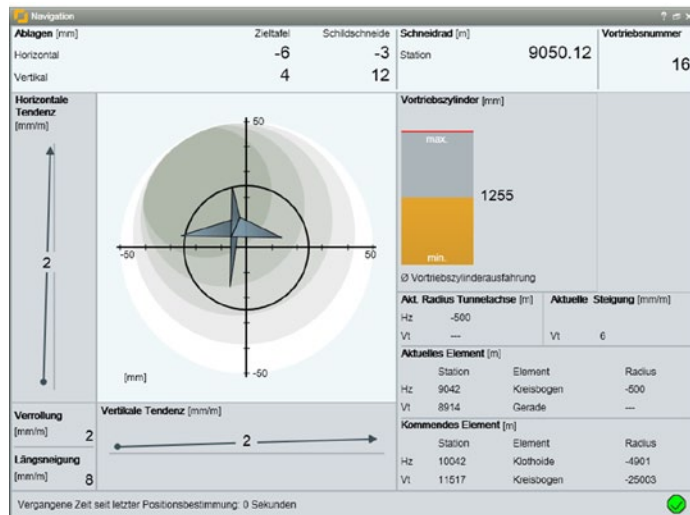 Navigation
Ablagen [mm] Zieltafel Schildschneide
Horizontal -6 -3
Vertikal 4 12
Schneidrad [m]
Station 9050.12
Vortriebsnummer
16
Horizontale
Tendenz
[mm/m]
2
50
-50 50
-50
[mm]
Vortriebszylinder [mm]
max.
1255
min.
Ø Vortriebszylinderausfahrung
Akt. Radius Tunnelachse [m]
Hz -500
Vt ---
Aktuelle Steigung [mm/m]
Vt 6
Aktuelles Element [m]
Station Element Radius
Hz 9042 Kreisbogen -500
Vt 8914 Gerade ---
Kommendes Element [m]
Station Element Radius
Hz 10042 Klothoide -4901
Vt 11517 Kreisbogen -25003
Verrollung
[mm/m] 2
Längsneigung
[mm/m] 8
Vertikale Tendenz [mm/m]
2
Vergangene Zeit seit letzter Positionsbestimmung: 0 Sekunden